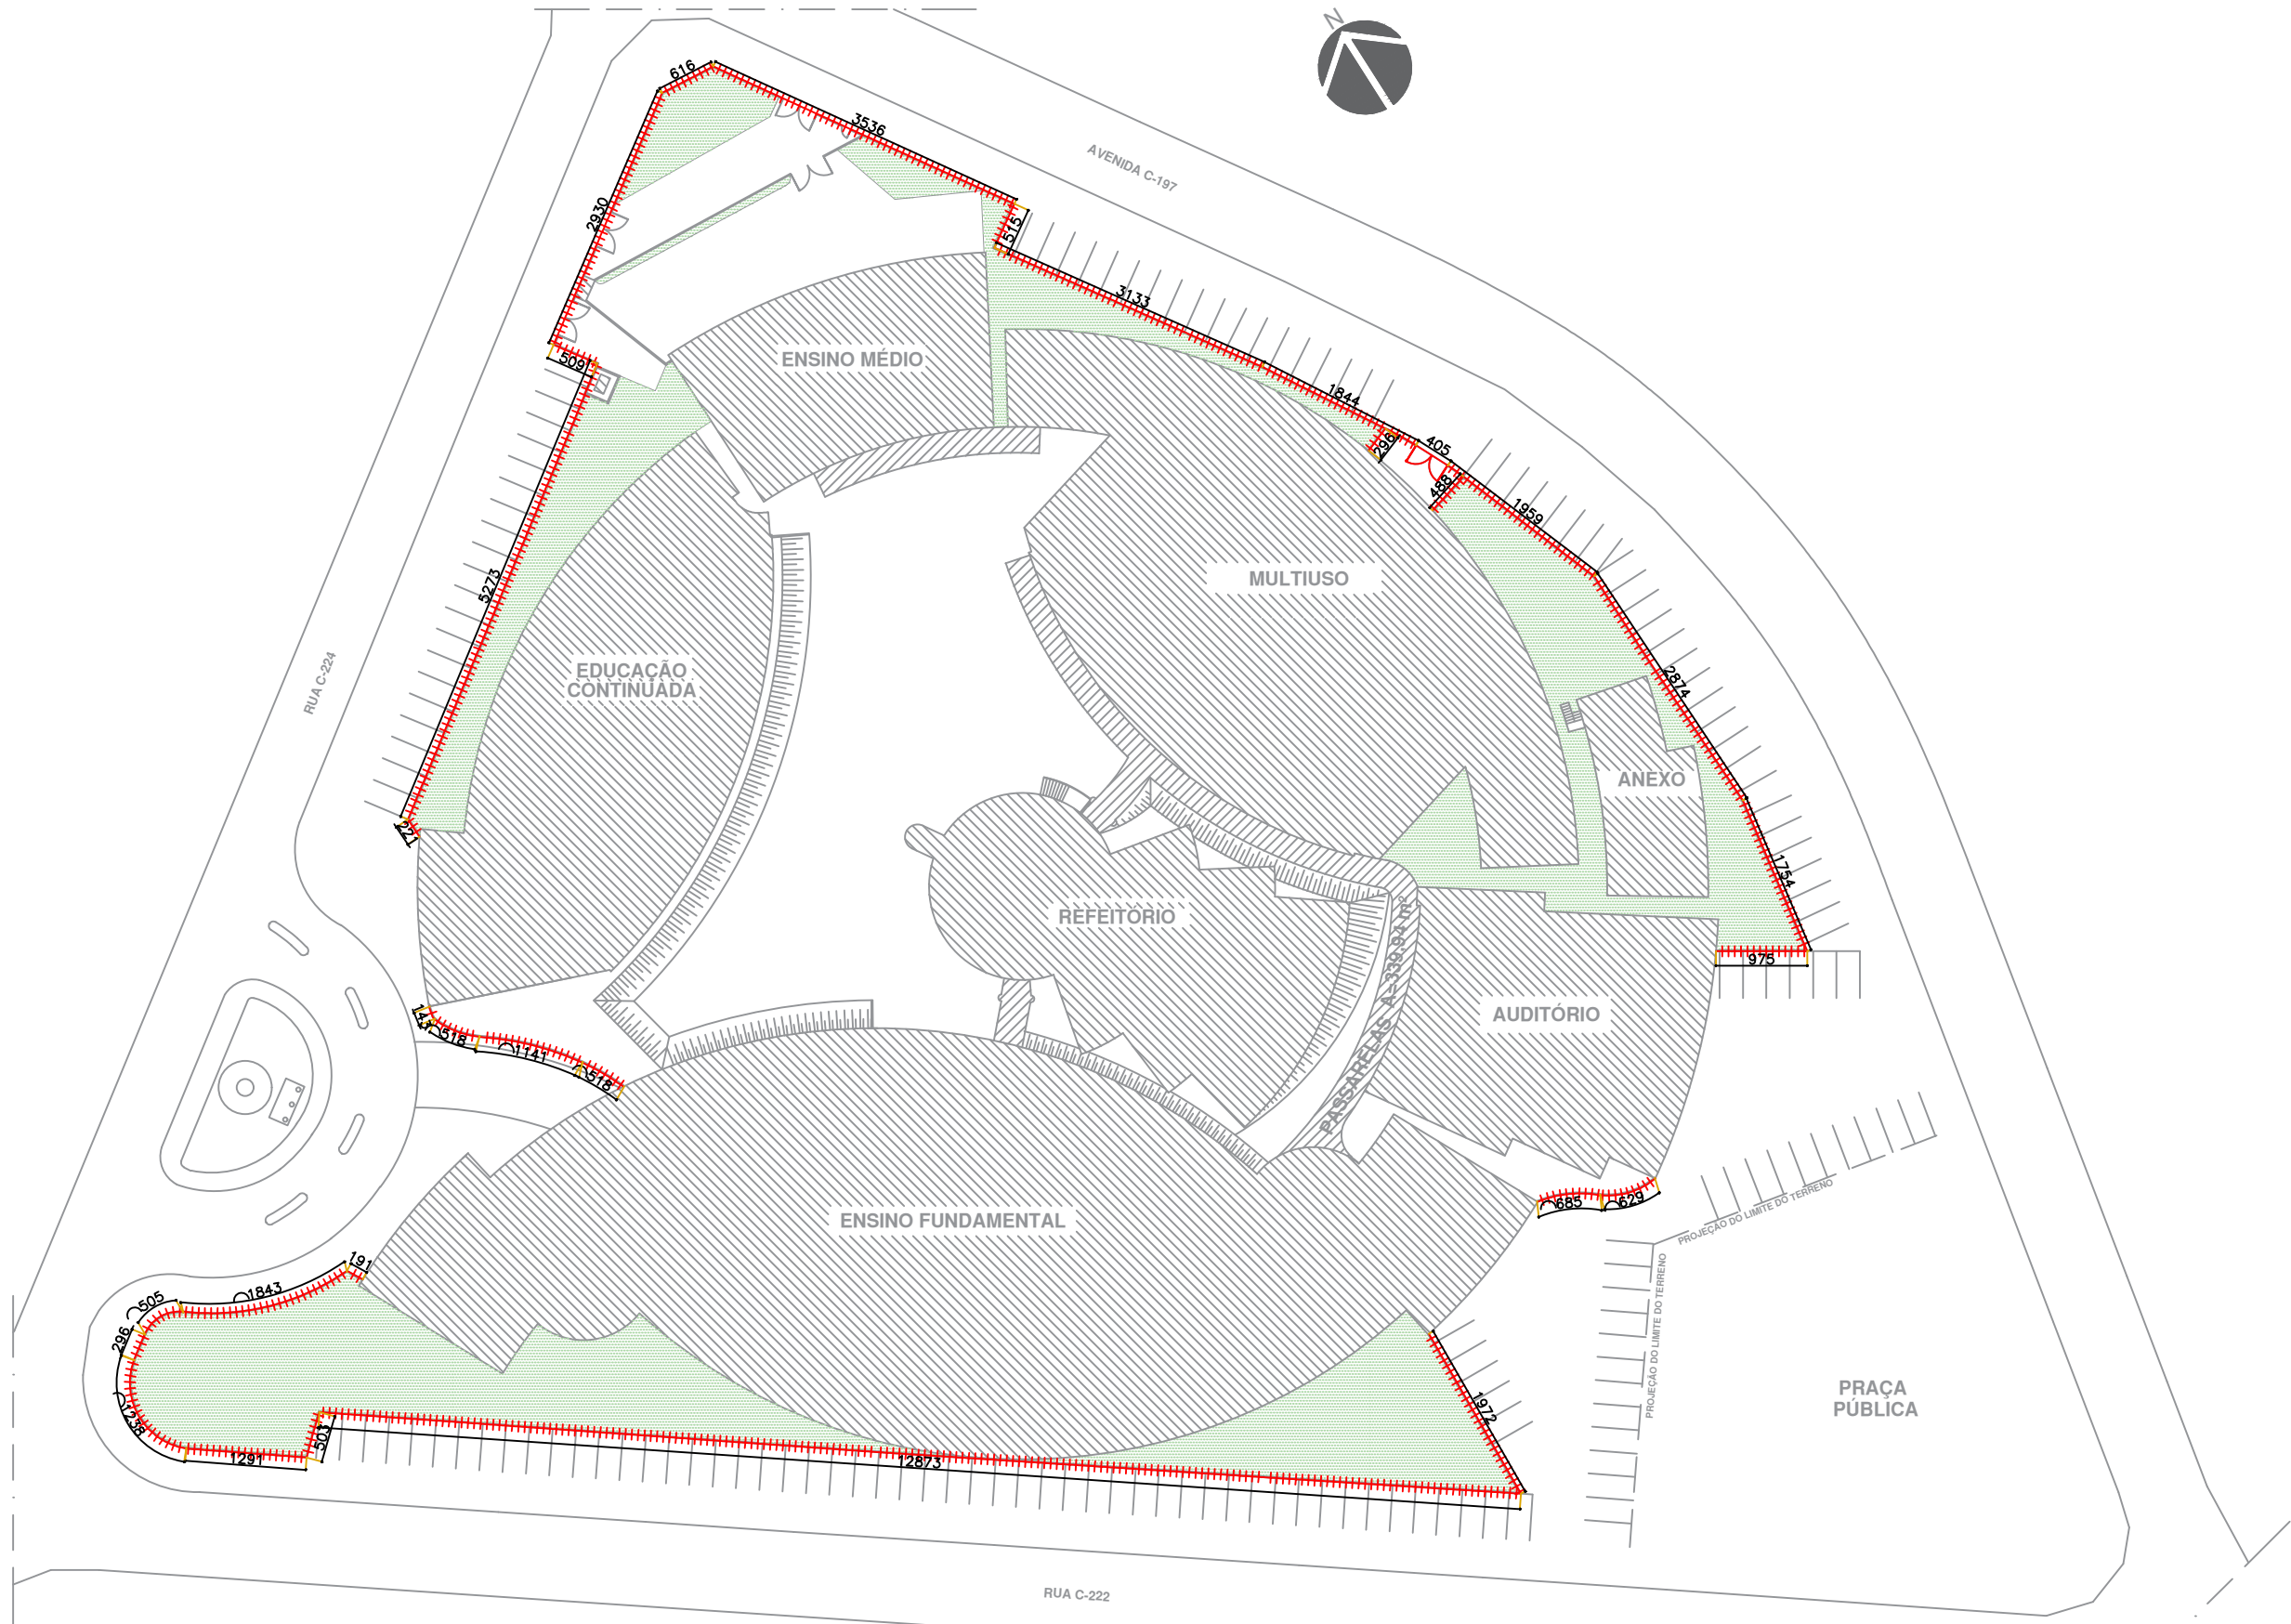 N
616
3536
AVENIDA C-197
2930
515
3133
509
ENSINO MÉDIO
1844
296
405
488
1959
MULTIUSO
5273
RUA C-224
EDUCAÇÃO
CONTINUADA
2874
ANEXO
221
1754
REFEITÓRIO
PASSARELAS A=339,94 m²
975
AUDITÓRIO
518
1141
518
685
629
PROJEÇÃO DO LIMITE DO TERRENO
PROJEÇÃO DO LIMITE DO TERRENO
ENSINO FUNDAMENTAL
191
1843
505
296
1238
1291
503
12873
1972
PRAÇA
PÚBLICA
RUA C-222